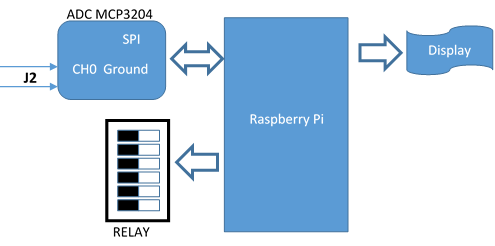 ADC MCP3204
SPI
CH0 Ground
J2
Raspberry Pi
Display
RELAY